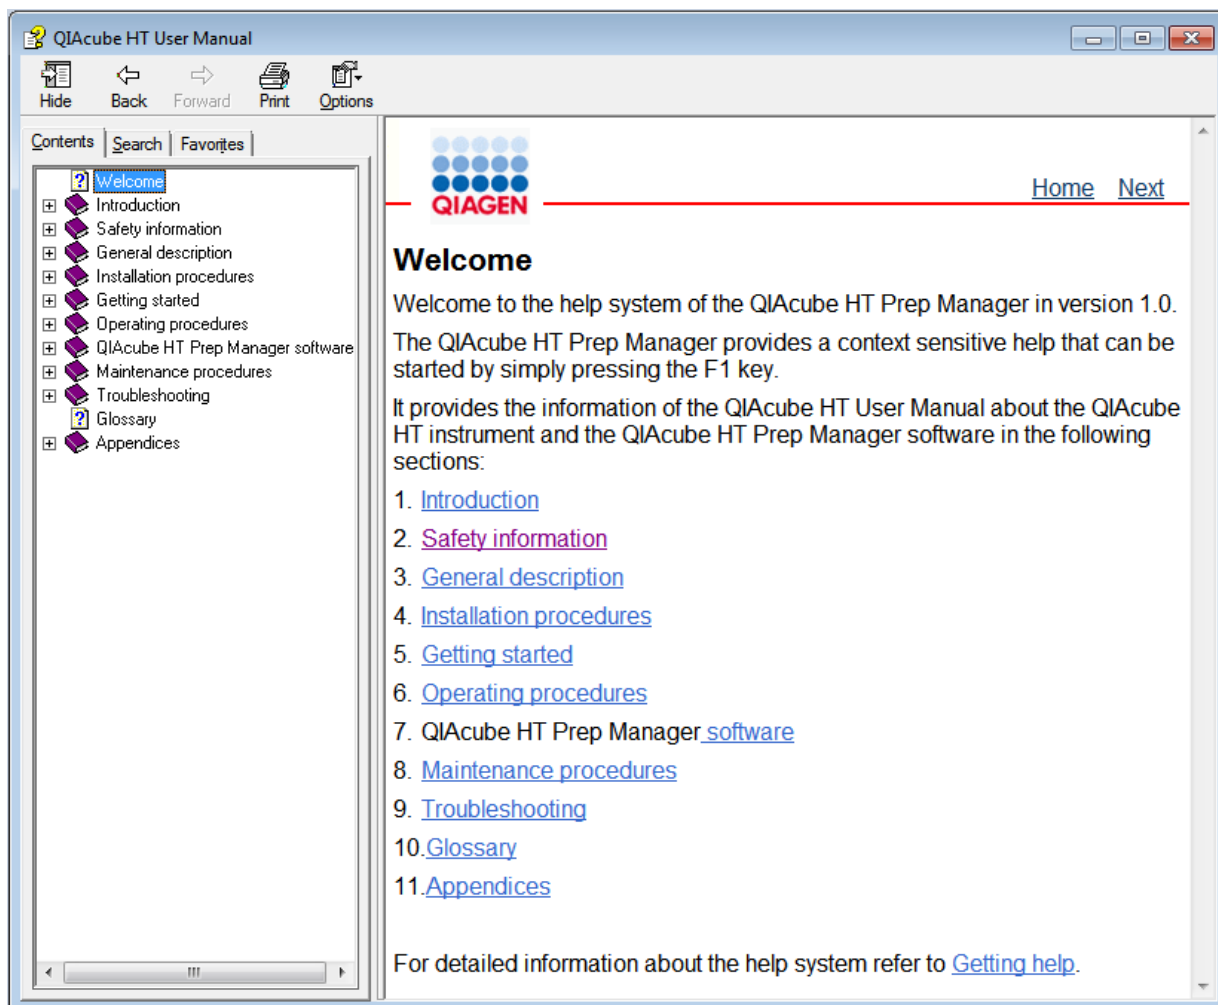 QIAcube HT User Manual
Hide Back Forward Print Options
Contents Search Favorites
Welcome
Introduction
Safety information
General description
Installation procedures
Getting started
Operating procedures
QIAcube HT Prep Manager software
Maintenance procedures
Troubleshooting
Glossary
Appendices
QIAGEN
Home Next
Welcome
Welcome to the help system of the QIAcube HT Prep Manager in version 1.0.
The QIAcube HT Prep Manager provides a context sensitive help that can be
started by simply pressing the F1 key.
It provides the information of the QIAcube HT User Manual about the QIAcube
HT instrument and the QIAcube HT Prep Manager software in the following
sections:
1. Introduction
2. Safety information
3. General description
4. Installation procedures
5. Getting started
6. Operating procedures
7. QIAcube HT Prep Manager software
8. Maintenance procedures
9. Troubleshooting
10.Glossary
11.Appendices
For detailed information about the help system refer to Getting help.